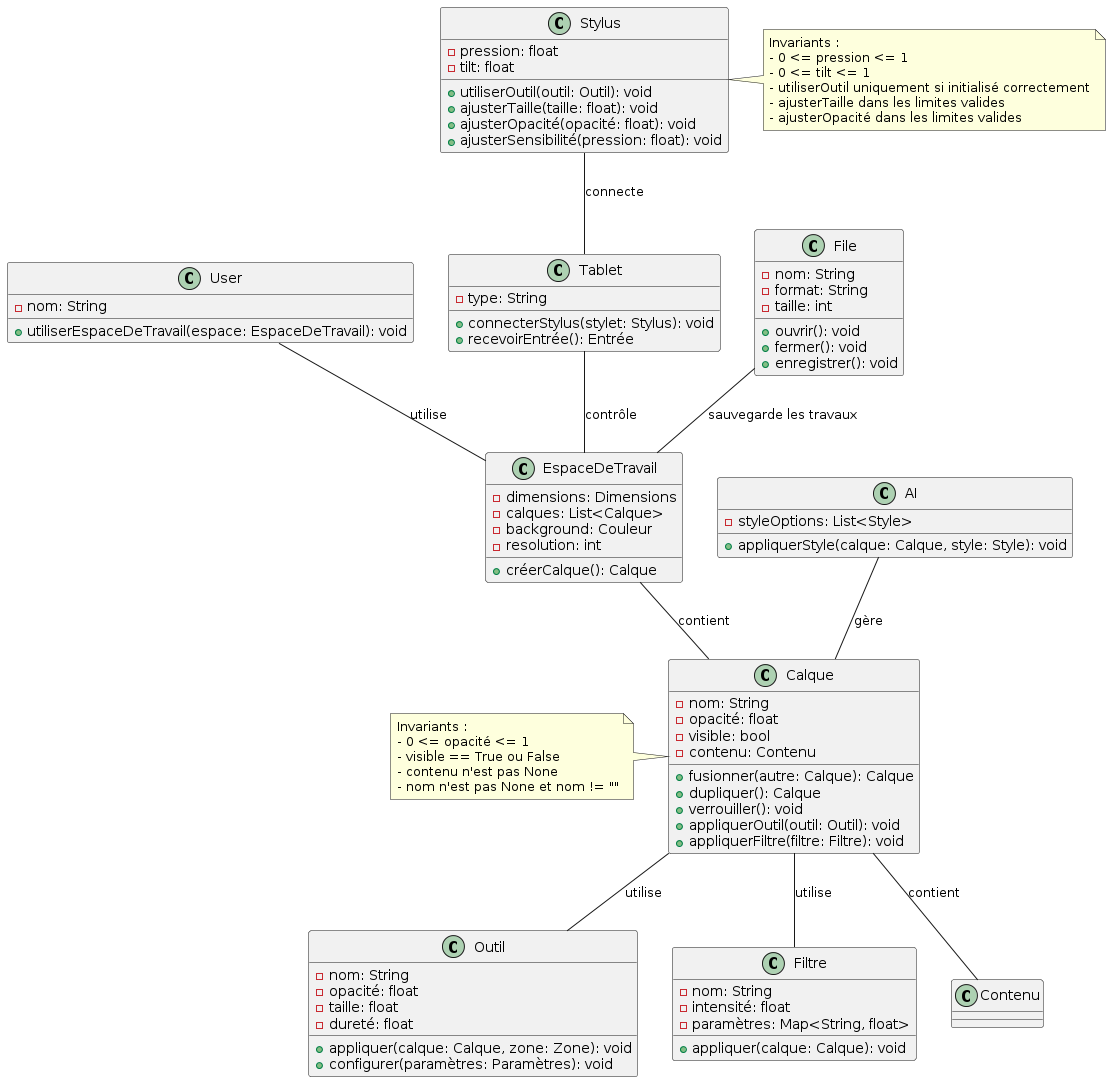 C Stylus
pression: float
tilt: float
utiliserOutil(outil: Outil): void
ajusterTaille(taille: float): void
ajusterOpacité(opacité: float): void
ajusterSensibilité(pression: float): void
Invariants :
- 0 <= pression <= 1
- 0 <= tilt <= 1
- utiliserOutil uniquement si initialisé correctement
- ajusterTaille dans les limites valides
- ajusterOpacité dans les limites valides
connecte
C User
nom: String
utiliserEspaceDeTravail(espace: EspaceDeTravail): void
C Tablet
type: String
connecterStylus(stylet: Stylus): void
recevoirEntrée(): Entrée
C File
nom: String
format: String
taille: int
ouvrir(): void
fermer(): void
enregistrer(): void
utilise
contrôle
sauvegarde les travaux
C EspaceDeTravail
dimensions: Dimensions
calques: List<Calque>
background: Couleur
resolution: int
créerCalque(): Calque
C AI
styleOptions: List<Style>
appliquerStyle(calque: Calque, style: Style): void
contient
gère
Invariants :
- 0 <= opacité <= 1
- visible == True ou False
- contenu n'est pas None
- nom n'est pas None et nom != ""
C Calque
nom: String
opacité: float
visible: bool
contenu: Contenu
fusionner(autre: Calque): Calque
dupliquer(): Calque
verrouiller(): void
appliquerOutil(outil: Outil): void
appliquerFiltre(filtre: Filtre): void
utilise
utilise
contient
C Outil
nom: String
opacité: float
taille: float
dureté: float
appliquer(calque: Calque, zone: Zone): void
configurer(paramètres: Paramètres): void
C Filtre
nom: String
intensité: float
paramètres: Map<String, float>
appliquer(calque: Calque): void
C Contenu